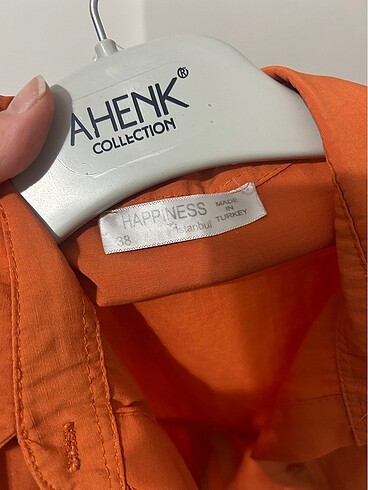 AHENK®
COLLECTION
HAPPINESS
istanbul
38
MADE
IN
TURKEY